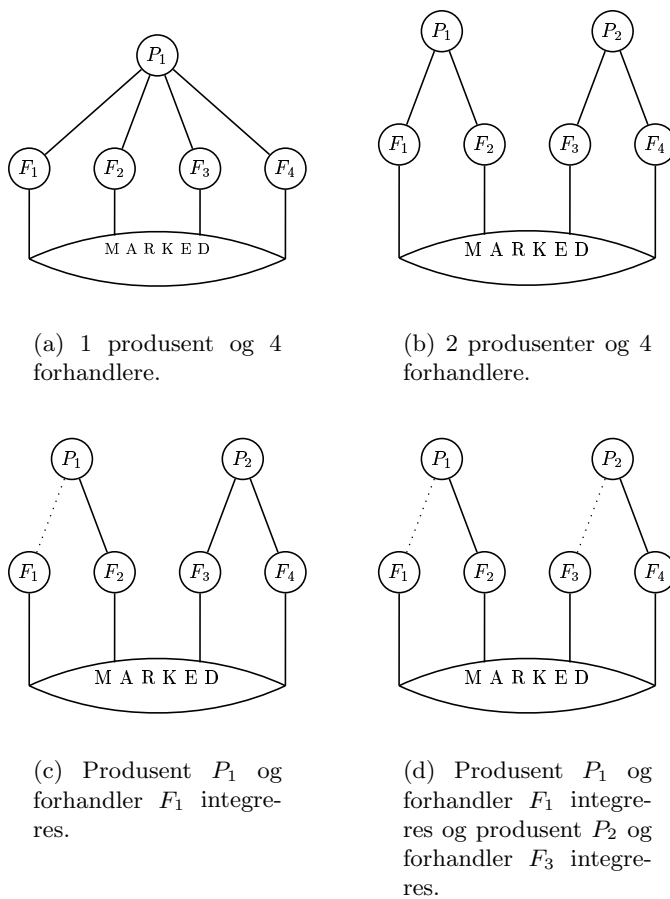 P₁
F₁ F₂ F₃ F₄
MARKED
(a) 1 produsent og 4
forhandlere.
P₁ P₂
F₁ F₂ F₃ F₄
MARKED
(b) 2 produsenter og 4
forhandlere.
P₁ P₂
F₁ F₂ F₃ F₄
MARKED
(c) Produsent P₁ og
forhandler F₁ integre-
res.
P₁ P₂
F₁ F₂ F₃ F₄
MARKED
(d) Produsent P₁ og
forhandler F₁ integre-
res og produsent P₂ og
forhandler F₃ integre-
res.